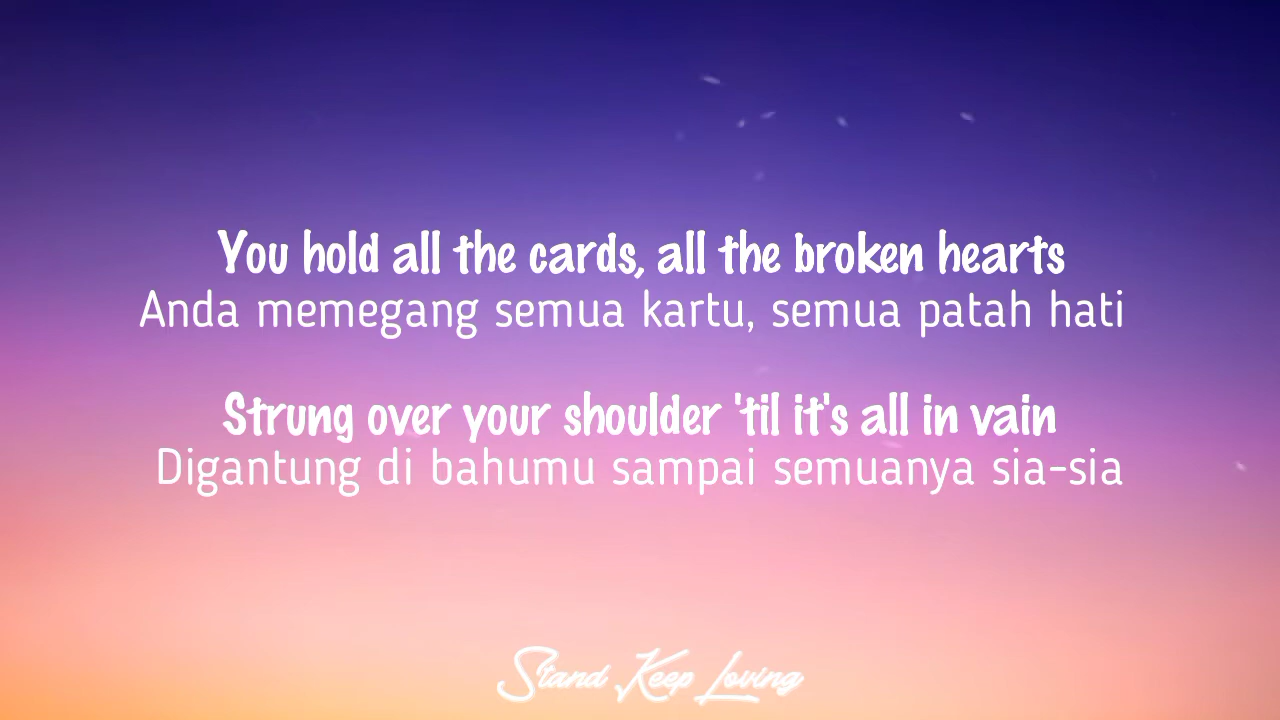 You hold all the cards, all the broken hearts
Anda memegang semua kartu, semua patah hati
Strung over your shoulder 'til it's all in vain
Digantung di bahumu sampai semuanya sia-sia
Stand Keep Loving